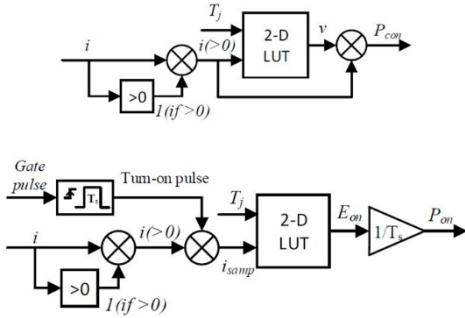 T_j
2-D
LUT
v
P_con
i
i(>0)
>0
1(if >0)
Gate
pulse
T_s
Turn-on pulse
T_j
2-D
LUT
E_on
1/T_s
P_on
i
i(>0)
i_samp
>0
1(if >0)